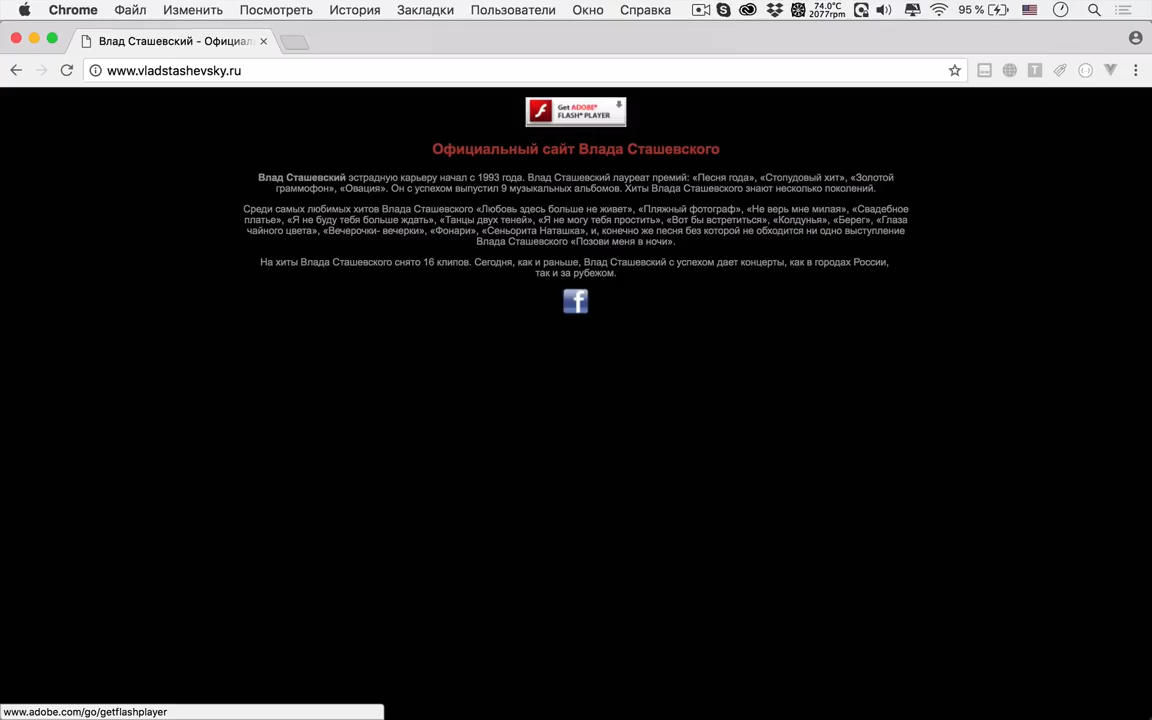 Chrome Файл Изменить Посмотреть История Закладки Пользователи Окно Справка 74.0°C 2077rpm 95 %
Влад Сташевский - Официал
www.vladstashevsky.ru
Get ADOBE®
FLASH® PLAYER
Официальный сайт Влада Сташевского
Влад Сташевский эстрадную карьеру начал с 1993 года. Влад Сташевский лауреат премий: «Песня года», «Стопудовый хит», «Золотой
граммофон», «Овация». Он с успехом выпустил 9 музыкальных альбомов. Хиты Влада Сташевского знают несколько поколений.
Среди самых любимых хитов Влада Сташевского «Любовь здесь больше не живет», «Пляжный фотограф», «Не верь мне милая», «Свадебное
платье», «Я не буду тебя больше ждать», «Танцы двух теней», «Я не могу тебя простить», «Вот бы встретиться», «Колдунья», «Берег», «Глаза
чайного цвета», «Вечерочки- вечерки», «Фонари», «Сеньорита Наташка», и, конечно же песня без которой не обходится ни одно выступление
Влада Сташевского «Позови меня в ночи».
На хиты Влада Сташевского снято 16 клипов. Сегодня, как и раньше, Влад Сташевский с успехом дает концерты, как в городах России,
так и за рубежом.
www.adobe.com/go/getflashplayer